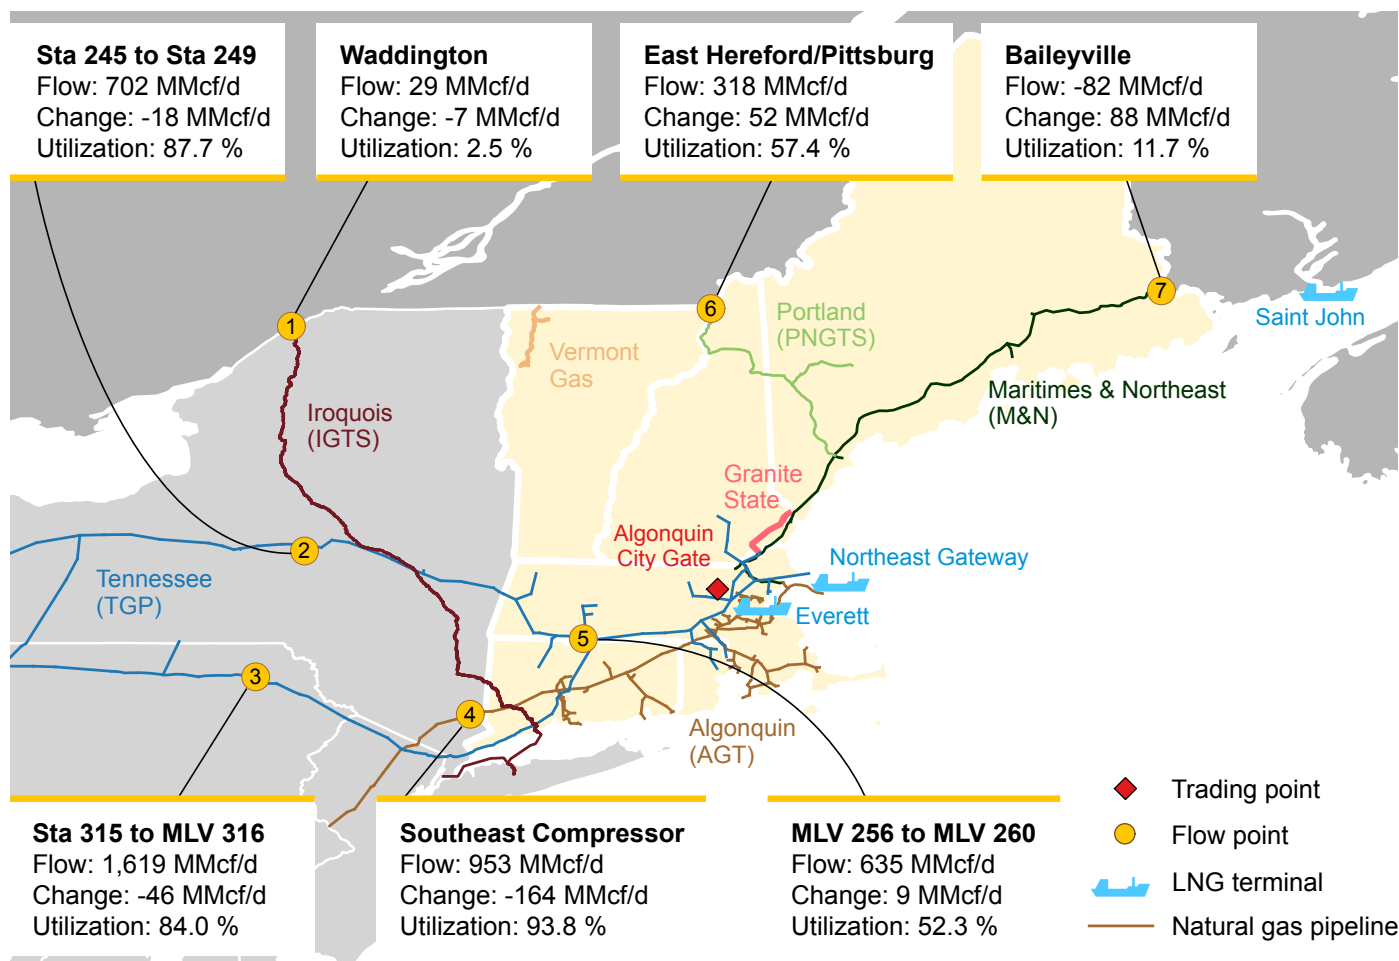 Sta 245 to Sta 249
Flow: 702 MMcf/d
Change: -18 MMcf/d
Utilization: 87.7 %
Waddington
Flow: 29 MMcf/d
Change: -7 MMcf/d
Utilization: 2.5 %
East Hereford/Pittsburg
Flow: 318 MMcf/d
Change: 52 MMcf/d
Utilization: 57.4 %
Baileyville
Flow: -82 MMcf/d
Change: 88 MMcf/d
Utilization: 11.7 %
7
6
1
Saint John
Portland
(PNGTS)
Vermont
Gas
Maritimes & Northeast
(M&N)
Iroquois
(IGTS)
Granite
State
Algonquin
City Gate
2
Northeast Gateway
Tennessee
(TGP)
Everett
5
3
4
Algonquin
(AGT)
Sta 315 to MLV 316
Flow: 1,619 MMcf/d
Change: -46 MMcf/d
Utilization: 84.0 %
Southeast Compressor
Flow: 953 MMcf/d
Change: -164 MMcf/d
Utilization: 93.8 %
MLV 256 to MLV 260
Flow: 635 MMcf/d
Change: 9 MMcf/d
Utilization: 52.3 %
Trading point
Flow point
LNG terminal
Natural gas pipeline